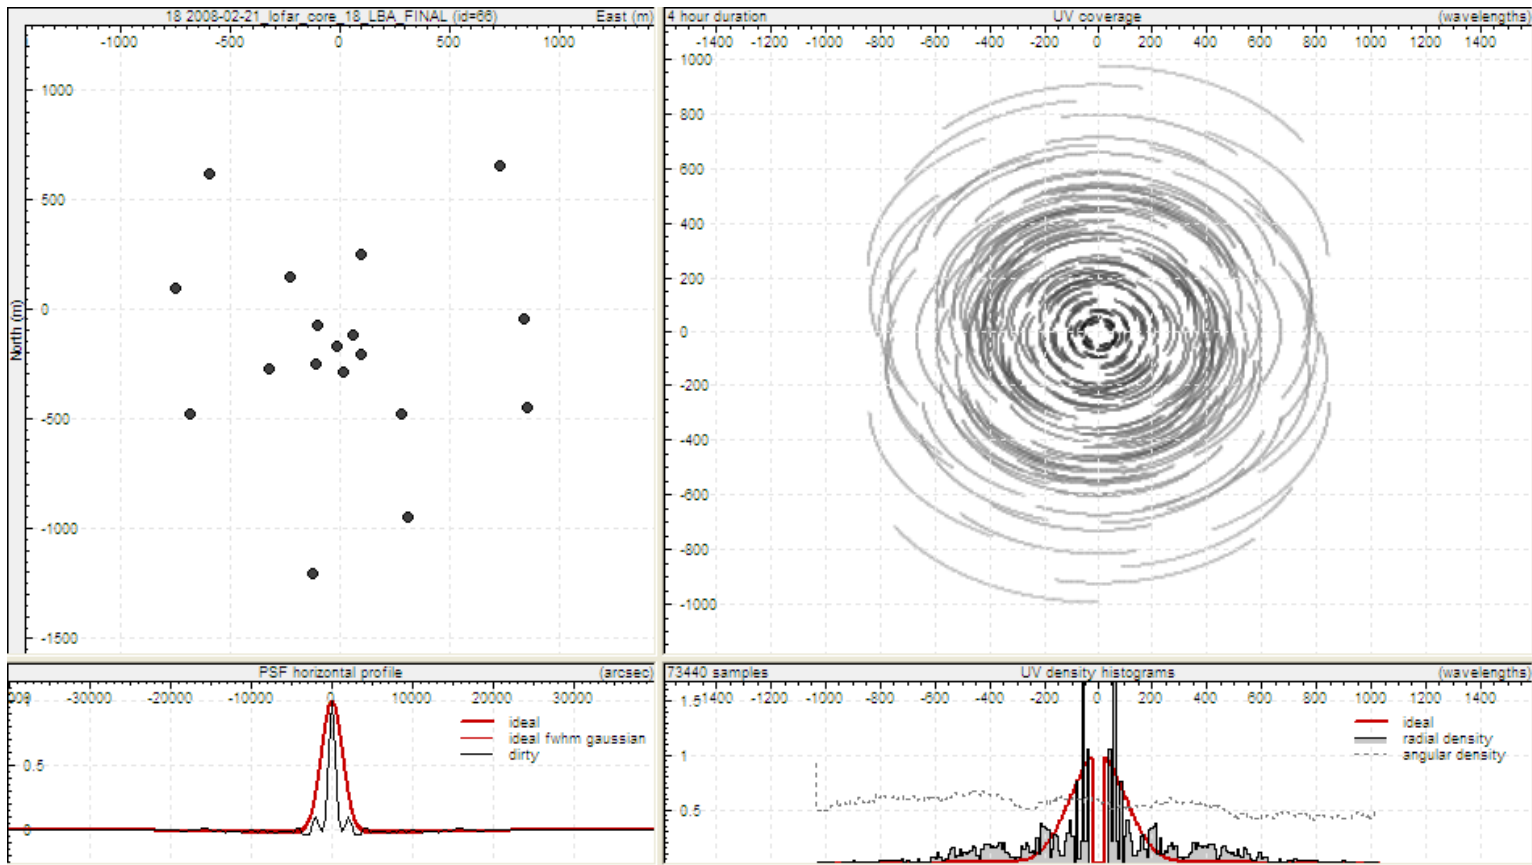 18 2008-02-21_lofar_core_18_LBA_FINAL (id=66) East (m)
-1000 -500 0 500 1000
1000
500
0
-500
-1000
-1500
North (m)
4 hour duration UV coverage (wavelengths)
-1400 -1200 -1000 -800 -600 -400 -200 0 200 400 600 800 1000 1200 1400
1000
800
600
400
200
0
-200
-400
-600
-800
-1000
PSF horizontal profile (arcsec)
-30000 -20000 -10000 0 10000 20000 30000
0.5
0
ideal
ideal fwhm gaussian
dirty
73440 samples UV density histograms (wavelengths)
1.5 -1400 -1200 -1000 -800 -600 -400 -200 0 200 400 600 800 1000 1200 1400
1
0.5
ideal
radial density
angular density